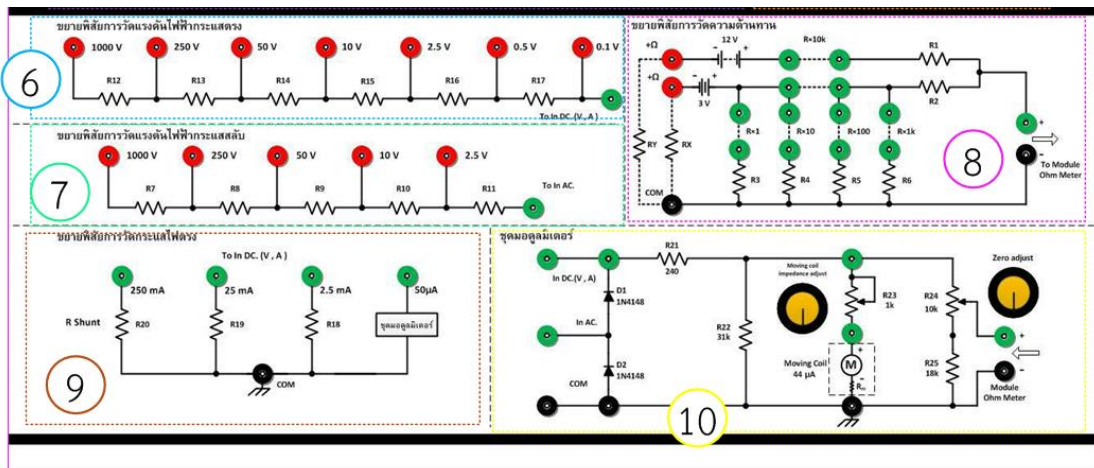 ขยายพิสัยการวัดแรงดันไฟฟ้ากระแสตรง
1000 V 250 V 50 V 10 V 2.5 V 0.5 V 0.1 V
R12 R13 R14 R15 R16 R17
To In DC.(V , A)
6
ขยายพิสัยการวัดแรงดันไฟฟ้ากระแสสลับ
1000 V 250 V 50 V 10 V 2.5 V
R7 R8 R9 R10 R11
To In AC.
7
ขยายพิสัยการวัดความต้านทาน
+Ω - 12 V + R×10k R1
+Ω - + 3 V R2
R×1 R×10 R×100 R×1k
RY RX R3 R4 R5 R6
COM
+
-
To Module
Ohm Meter
8
ขยายพิสัยการวัดกระแสไฟตรง
To In DC. (V , A)
250 mA 25 mA 2.5 mA 50µA
R Shunt R20 R19 R18 ชุดมอดูลมิเตอร์
COM
9
ชุดมอดูลมิเตอร์
In DC.(V , A)
R21
240
D1
1N4148
In AC.
D2
1N4148
COM
R22
31k
Moving coil
impedance adjust
R23
1k
Moving Coil
44 µA
+
M
-
Zero adjust
R24
10k
R25
18k
+
-
Module
Ohm Meter
10